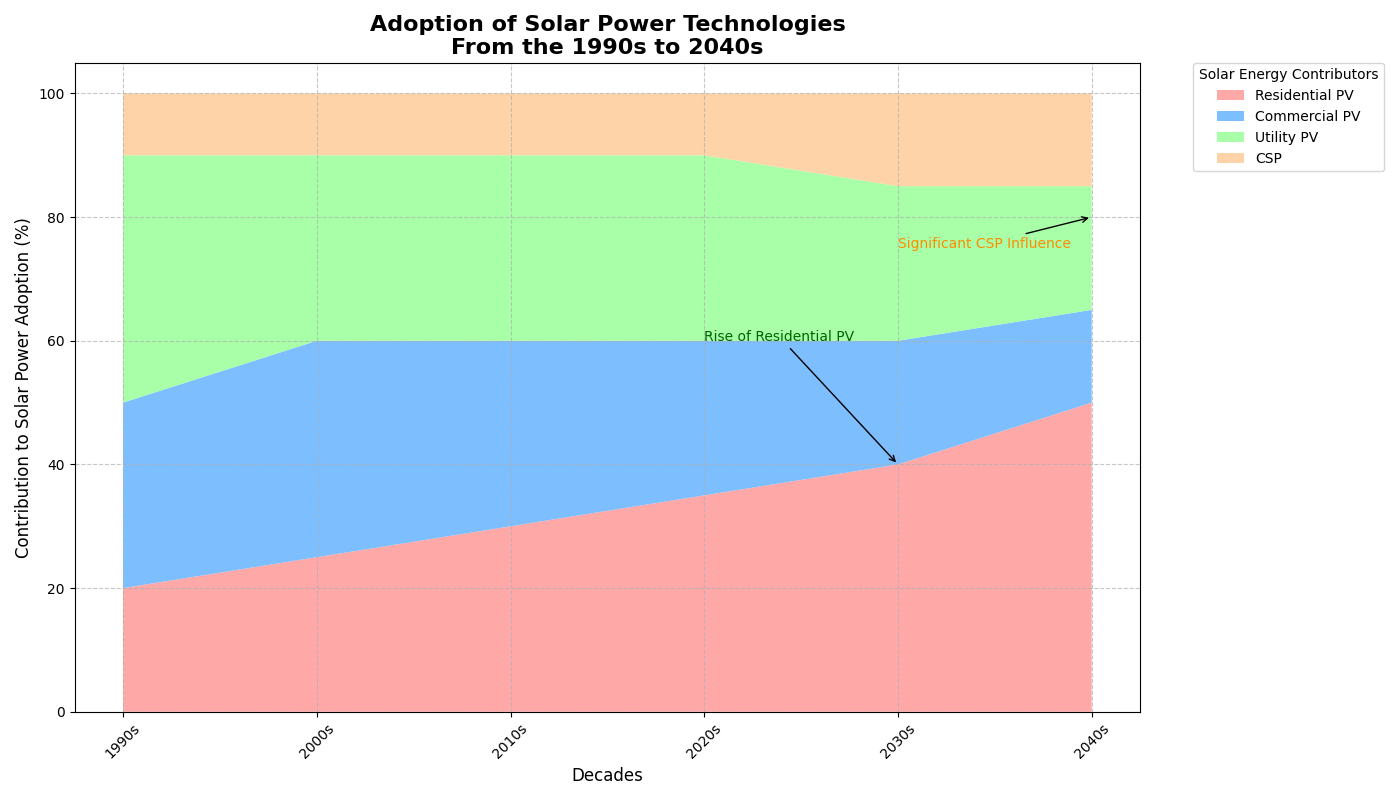 Adoption of Solar Power Technologies
From the 1990s to 2040s
Solar Energy Contributors
Residential PV
Commercial PV
Utility PV
CSP
Contribution to Solar Power Adoption (%)
100
80
60
40
20
0
Significant CSP Influence
Rise of Residential PV
1990s
2000s
2010s
2020s
2030s
2040s
Decades